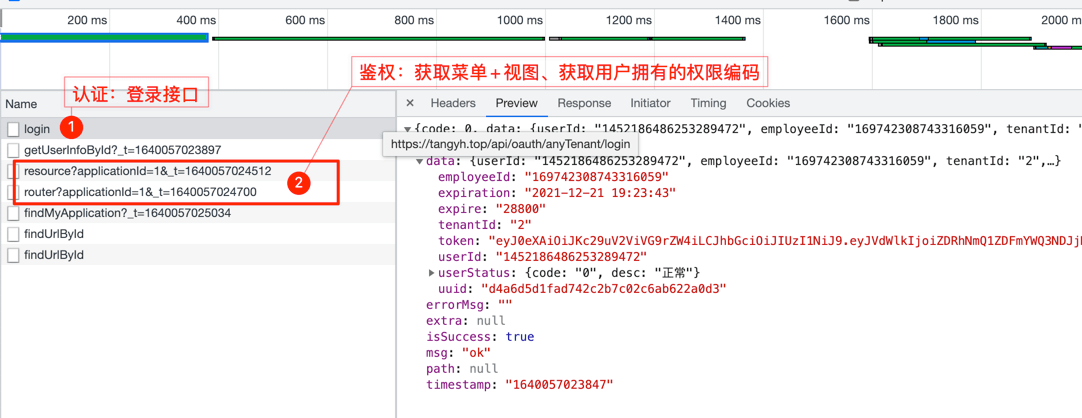 200 ms
400 ms
600 ms
800 ms
1000 ms
1200 ms
1400 ms
1600 ms
1800 ms
2000 ms
鉴权：获取菜单+视图、获取用户拥有的权限编码
认证：登录接口
Name
× Headers Preview Response Initiator Timing Cookies
login
1
{code: 0, data: {userId: "1452186486253289472", employeeId: "169742308743316059", tenantId: "2"
https://tangyh.top/api/oauth/anyTenant/login
getUserInfoById?_t=1640057023897
resource?applicationId=1&_t=1640057024512
router?applicationId=1&_t=1640057024700
2
findMyApplication?_t=1640057025034
findUrlById
findUrlById
data: {userId: "1452186486253289472", employeeId: "169742308743316059", tenantId: "2",…}
employeeId: "169742308743316059"
expiration: "2021-12-21 19:23:43"
expire: "28800"
tenantId: "2"
token: "eyJ0eXAiOiJKc29uV2ViVG9rZW4iLCJhbGciOiJIUzI1NiJ9.eyJVdWlkIjoiZDRhNmQ1ZDFmYWQ3NDJj
userId: "1452186486253289472"
userStatus: {code: "0", desc: "正常"}
uuid: "d4a6d5d1fad742c2b7c02c6ab622a0d3"
errorMsg: ""
extra: null
isSuccess: true
msg: "ok"
path: null
timestamp: "1640057023847"